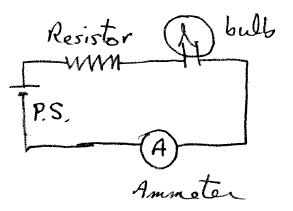 Resistor
bulb
P.S.
A
Ammeter